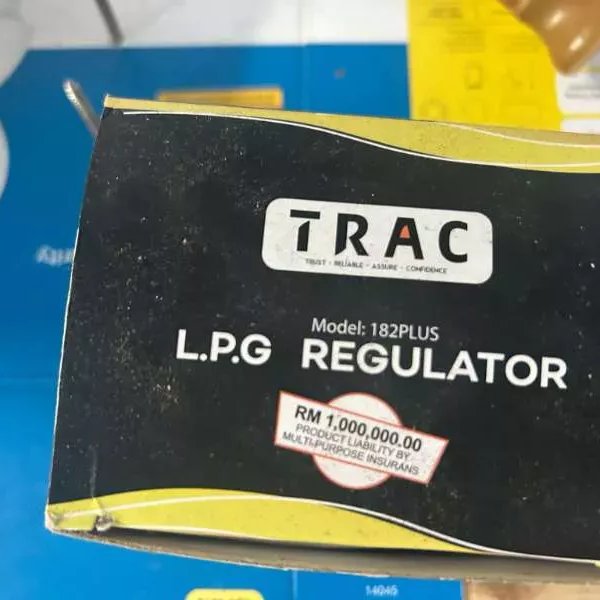 TRAC
TRUST - RELIABLE - ASSURE - CONFIDENCE
Model: 182PLUS
L.P.G REGULATOR
RM 1,000,000.00
PRODUCT LIABILITY BY
MULTI-PURPOSE INSURANS
14045